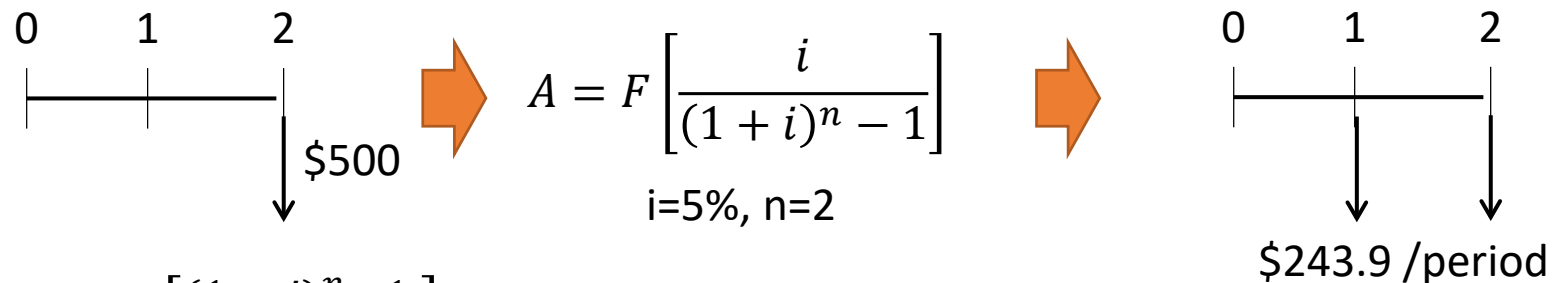 0 1 2
$500
A = F [ i / ((1 + i)^n − 1) ]
i=5%, n=2
0 1 2
$243.9 /period